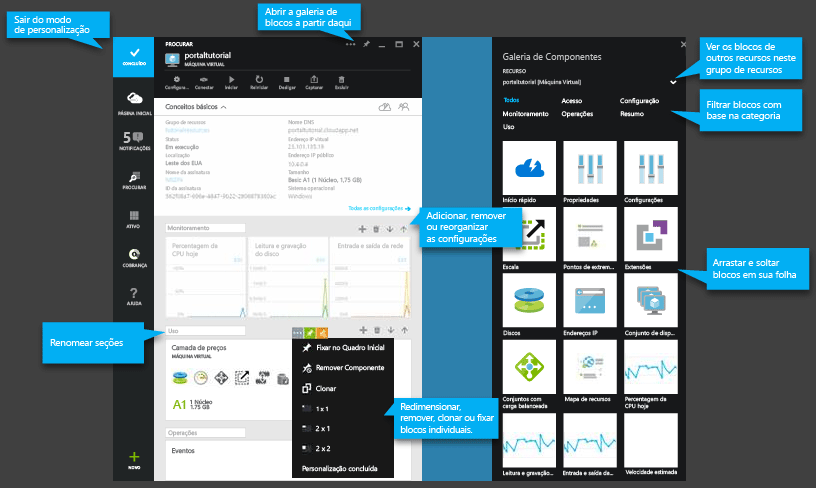 Sair do modo
de personalização
Abrir a galeria de
blocos a partir daqui
CONCLUÍDO
PÁGINA INICIAL
5
NOTIFICAÇÕES
PROCURAR
ATIVO
COBRANÇA
AJUDA
NOVO
PROCURAR
portaltutorial
MÁQUINA VIRTUAL
Configura...
Conectar
Iniciar
Reiniciar
Desligar
Capturar
Excluir
Conceitos básicos
Grupo de recursos
tutorialresources
Status
Em execução
Localização
Leste dos EUA
Nome da assinatura
ID da assinatura
Nome DNS
portaltutorial.cloudapp.net
Endereço IP virtual
23.101.135.19
Endereço IP público
Tamanho
Basic A1 (1 Núcleo, 1,75 GB)
Sistema operacional
Windows
Todas as configurações
Adicionar, remover
ou reorganizar
as configurações
Monitoramento
Percentagem da
CPU hoje
Leitura e gravação
do disco
Entrada e saída da rede
Renomear seções
Uso
Camada de preços
MÁQUINA VIRTUAL
A1
1 Núcleo
1.75 GB
Operações
Eventos
Fixar no Quadro Inicial
Remover Componente
Clonar
1 x 1
2 x 1
2 x 2
Personalização concluída
Redimensionar,
remover, clonar ou fixar
blocos individuais.
Galeria de Componentes
RECURSO
portaltutorial [Máquina Virtual]
Todos
Acesso
Configuração
Monitoramento
Operações
Resumo
Uso
Início rápido
Propriedades
Configurações
Escala
Pontos de extrem...
Extensões
Discos
Endereços IP
Conjunto de disp...
Conjuntos com
carga balanceada
Mapa de recursos
Percentagem da
CPU hoje
Leitura e gravação...
Entrada e saída da...
Velocidade estimada
Ver os blocos de
outros recursos neste
grupo de recursos
Filtrar blocos com
base na categoria
Arrastar e soltar
blocos em sua folha